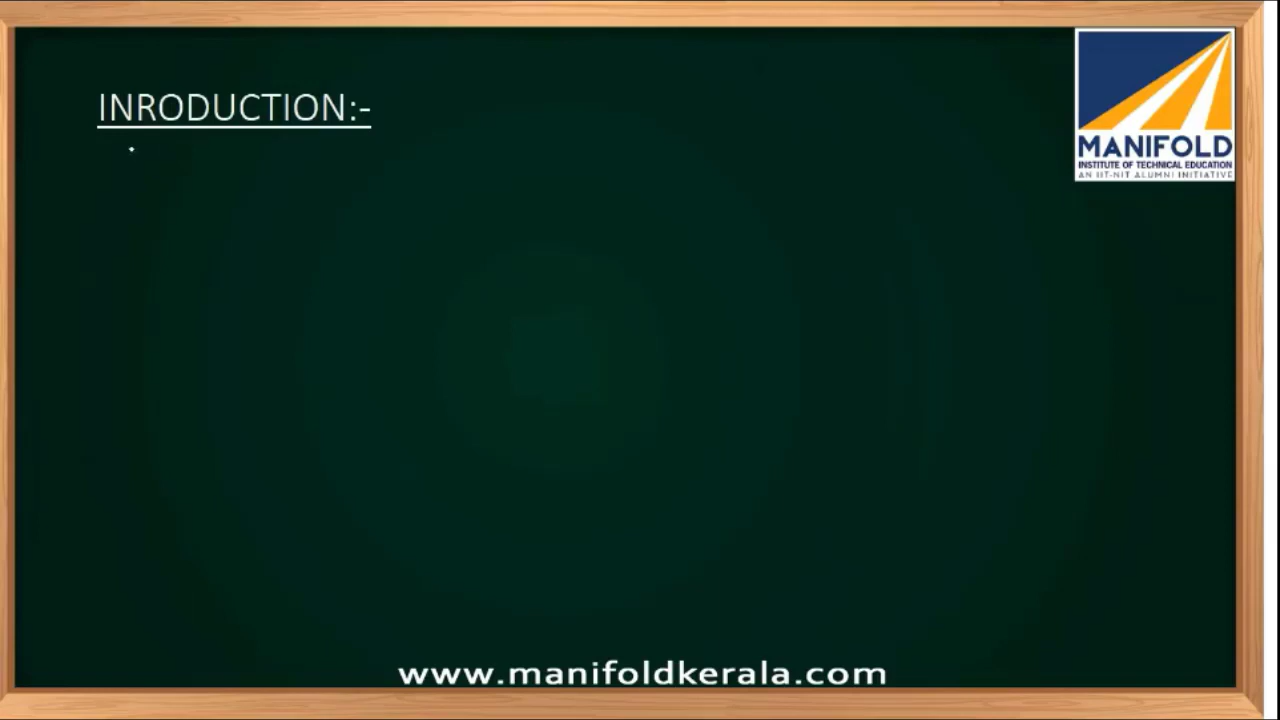 INRODUCTION:-
MANIFOLD
INSTITUTE OF TECHNICAL EDUCATION
AN IIT-NIT ALUMNI INITIATIVE
www.manifoldkerala.com